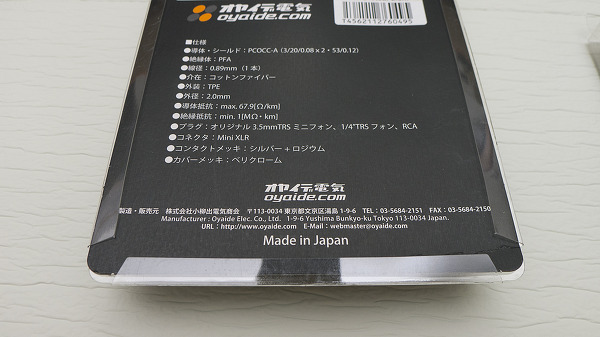 オヤイデ電気
oyaide.com
T4562112760495
■仕様
●導体・シールド：PCOCC-A（3/20/0.08 x 2・53/0.12）
●絶縁体：PFA
●線径：0.89mm（1本）
●介在：コットンファイバー
●外装：TPE
●外径：2.0mm
●導体抵抗：max. 67.9[Ω/km]
●絶縁抵抗：min. 1[MΩ・km]
●プラグ：オリジナル 3.5mmTRS ミニフォン、1/4"TRS フォン、RCA
●コネクタ：Mini XLR
●コンタクトメッキ：シルバー + ロジウム
●カバーメッキ：ベリクローム
オヤイデ電気
oyaide.com
製造・販売元　株式会社小柳出電気商会　〒113-0034 東京都文京区湯島 1-9-6　TEL：03-5684-2151　FAX：03-5684-2150
Manufacturer : Oyaide Elec. Co., Ltd.　1-9-6 Yushima Bunkyo-ku Tokyo 113-0034 Japan.
URL : http://www.oyaide.com　E-Mail : webmaster@oyaide.com
Made in Japan